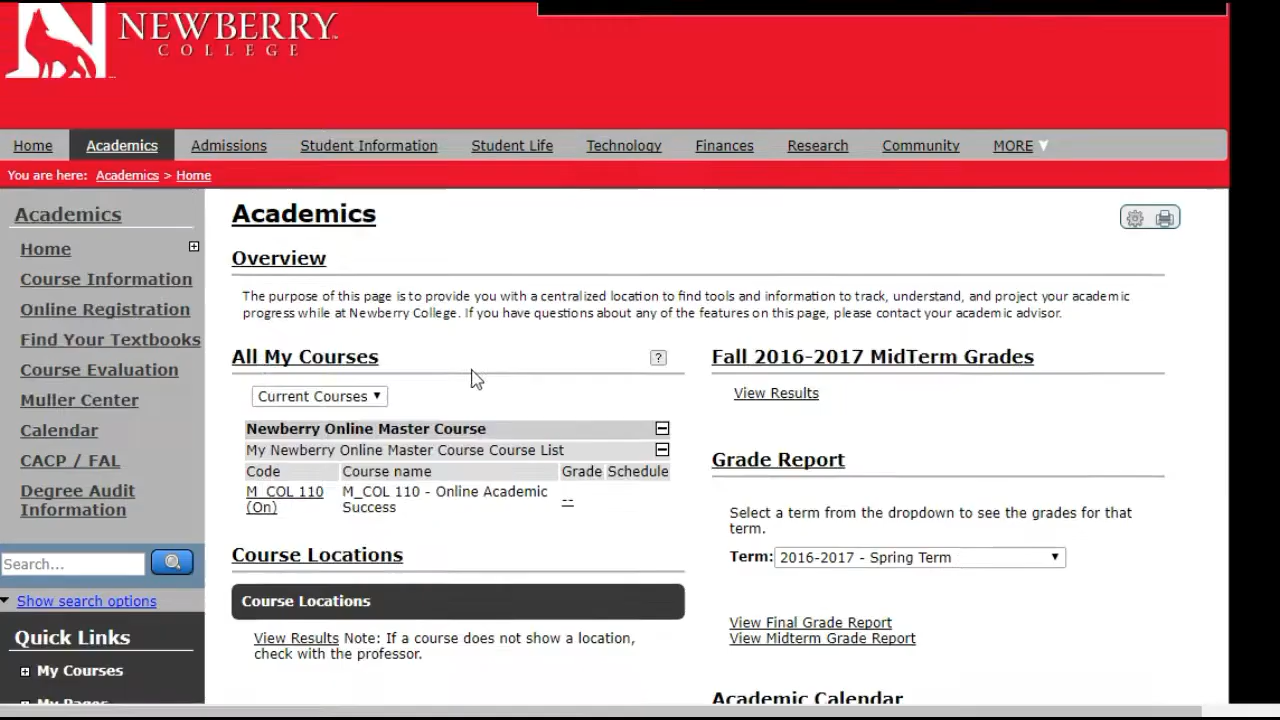 NEWBERRY
COLLEGE
Home Academics Admissions Student Information Student Life Technology Finances Research Community MORE
You are here: Academics > Home
Academics
Home
Course Information
Online Registration
Find Your Textbooks
Course Evaluation
Muller Center
Calendar
CACP / FAL
Degree Audit
Information
Search...
Show search options
Quick Links
My Courses
My Pages
Academics
Overview
The purpose of this page is to provide you with a centralized location to find tools and information to track, understand, and project your academic
progress while at Newberry College. If you have questions about any of the features on this page, please contact your academic advisor.
All My Courses ?
Current Courses
Newberry Online Master Course
My Newberry Online Master Course Course List
Code Course name Grade Schedule
M_COL 110 M_COL 110 - Online Academic --
(On) Success
Course Locations
Course Locations
View Results Note: If a course does not show a location,
check with the professor.
Fall 2016-2017 MidTerm Grades
View Results
Grade Report
Select a term from the dropdown to see the grades for that
term.
Term: 2016-2017 - Spring Term
View Final Grade Report
View Midterm Grade Report
Academic Calendar